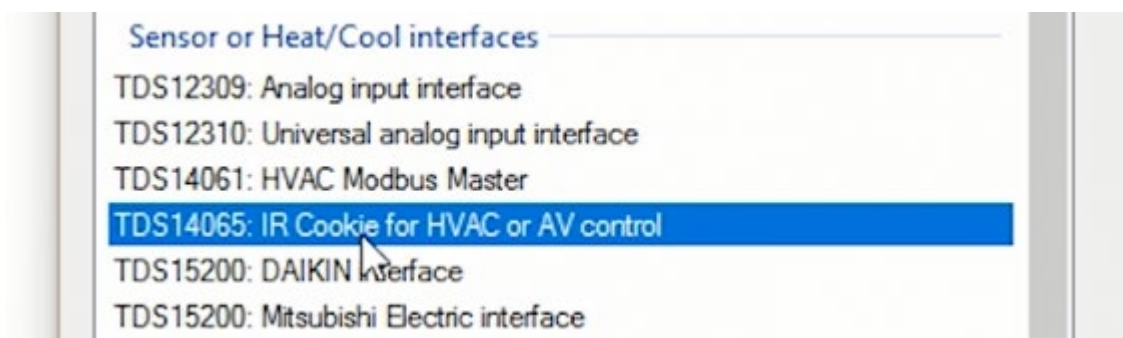 Sensor or Heat/Cool interfaces
TDS12309: Analog input interface
TDS12310: Universal analog input interface
TDS14061: HVAC Modbus Master
TDS14065: IR Cookie for HVAC or AV control
TDS15200: DAIKIN interface
TDS15200: Mitsubishi Electric interface